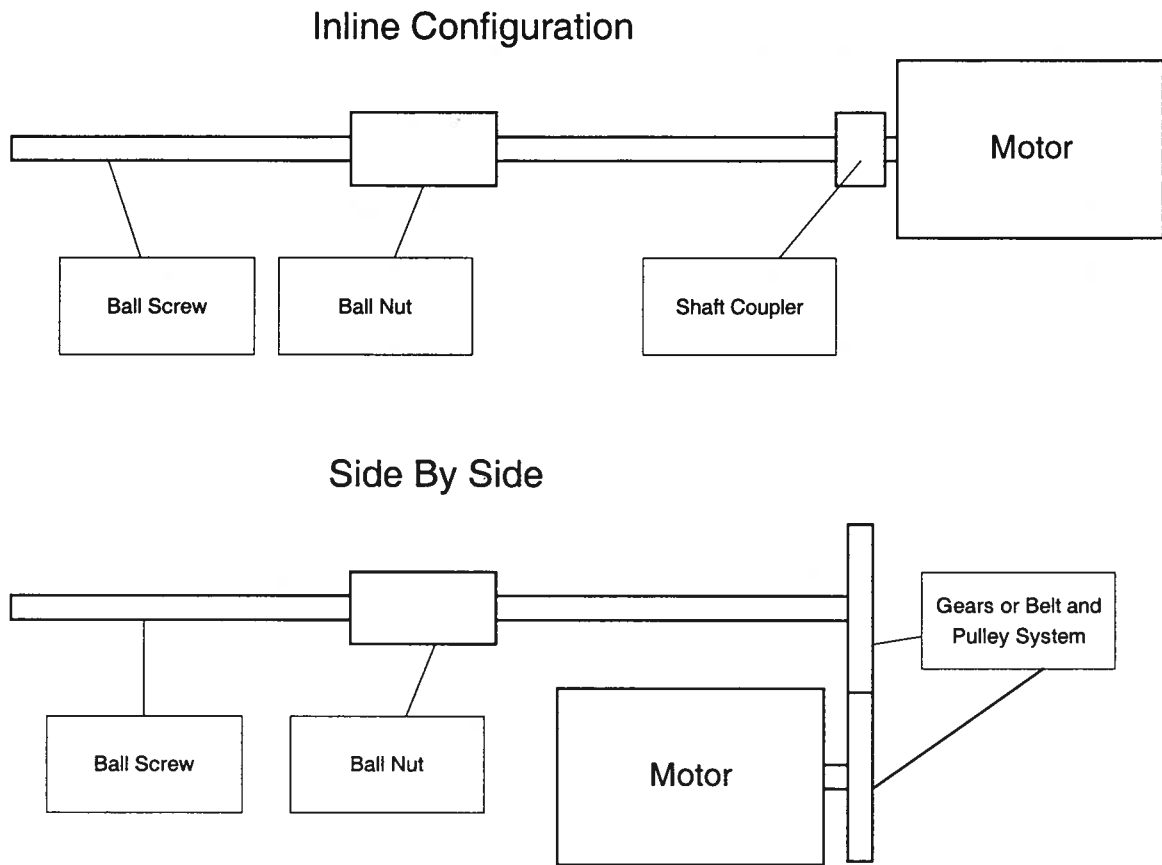 Inline Configuration
Motor
Ball Screw
Ball Nut
Shaft Coupler
Side By Side
Gears or Belt and
Pulley System
Ball Screw
Ball Nut
Motor